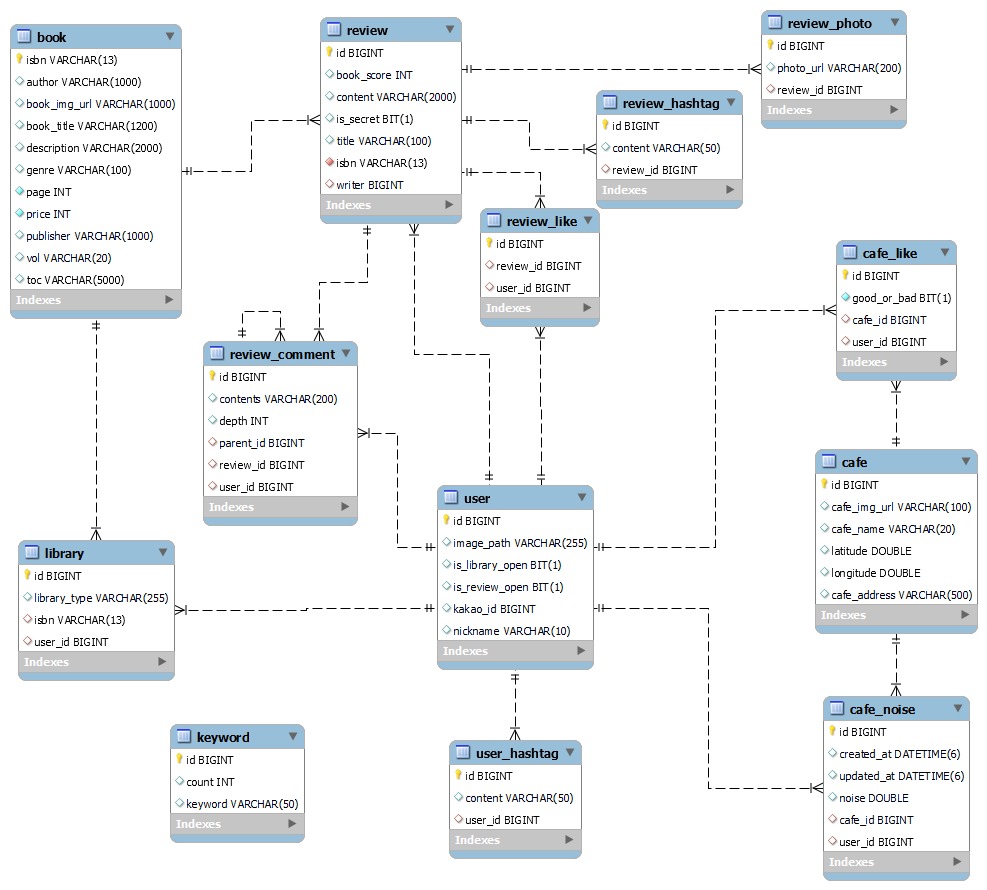 book
isbn VARCHAR(13)
author VARCHAR(1000)
book_img_url VARCHAR(1000)
book_title VARCHAR(1200)
description VARCHAR(2000)
genre VARCHAR(100)
page INT
price INT
publisher VARCHAR(1000)
vol VARCHAR(20)
toc VARCHAR(5000)
Indexes
review
id BIGINT
book_score INT
content VARCHAR(2000)
is_secret BIT(1)
title VARCHAR(100)
isbn VARCHAR(13)
writer BIGINT
Indexes
review_photo
id BIGINT
photo_url VARCHAR(200)
review_id BIGINT
Indexes
review_hashtag
id BIGINT
content VARCHAR(50)
review_id BIGINT
Indexes
review_like
id BIGINT
review_id BIGINT
user_id BIGINT
Indexes
cafe_like
id BIGINT
good_or_bad BIT(1)
cafe_id BIGINT
user_id BIGINT
Indexes
review_comment
id BIGINT
contents VARCHAR(200)
depth INT
parent_id BIGINT
review_id BIGINT
user_id BIGINT
Indexes
cafe
id BIGINT
cafe_img_url VARCHAR(100)
cafe_name VARCHAR(20)
latitude DOUBLE
longitude DOUBLE
cafe_address VARCHAR(500)
Indexes
user
id BIGINT
image_path VARCHAR(255)
is_library_open BIT(1)
is_review_open BIT(1)
kakao_id BIGINT
nickname VARCHAR(10)
Indexes
library
id BIGINT
library_type VARCHAR(255)
isbn VARCHAR(13)
user_id BIGINT
Indexes
keyword
id BIGINT
count INT
keyword VARCHAR(50)
Indexes
user_hashtag
id BIGINT
content VARCHAR(50)
user_id BIGINT
Indexes
cafe_noise
id BIGINT
created_at DATETIME(6)
updated_at DATETIME(6)
noise DOUBLE
cafe_id BIGINT
user_id BIGINT
Indexes